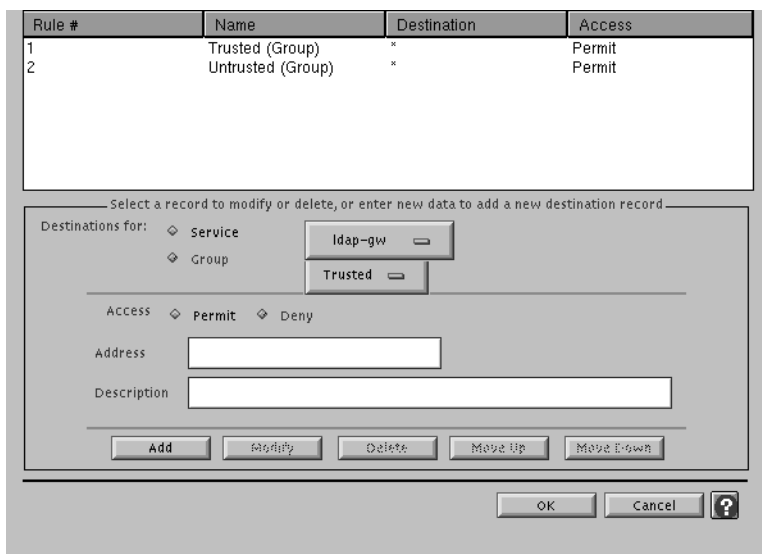 Rule # Name Destination Access
1 Trusted (Group) * Permit
2 Untrusted (Group) * Permit
Select a record to modify or delete, or enter new data to add a new destination record
Destinations for: Service ldap-gw
Group Trusted
Access Permit Deny
Address
Description
Add Modify Delete Move Up Move Down
OK Cancel ?